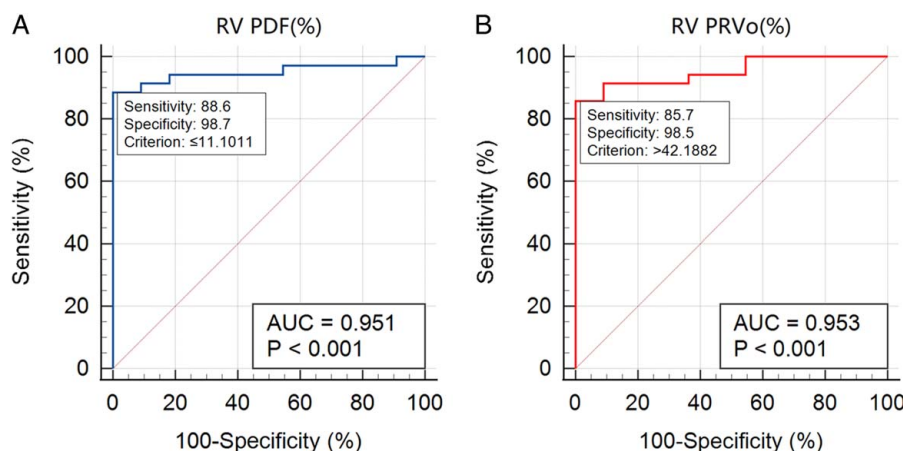 A
RV PDF(%)
Sensitivity (%)
100
80
60
40
20
0
Sensitivity: 88.6
Specificity: 98.7
Criterion: ≤11.1011
AUC = 0.951
P < 0.001
0 20 40 60 80 100
100-Specificity (%)
B
RV PRVo(%)
Sensitivity (%)
100
80
60
40
20
0
Sensitivity: 85.7
Specificity: 98.5
Criterion: >42.1882
AUC = 0.953
P < 0.001
0 20 40 60 80 100
100-Specificity (%)